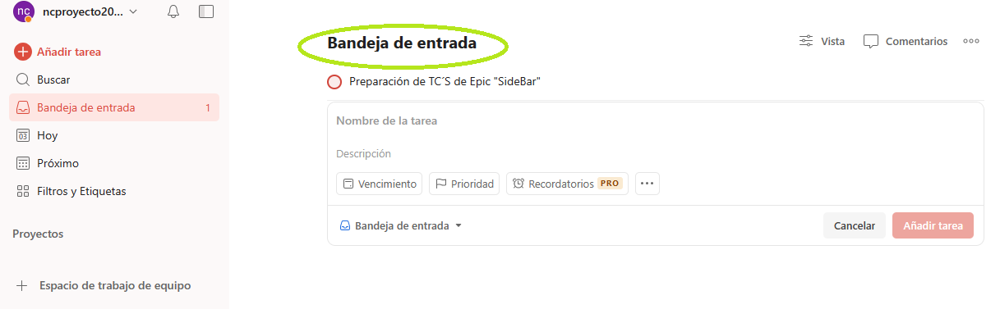 nc ncproyecto20...
Añadir tarea
Buscar
Bandeja de entrada 1
03 Hoy
Próximo
Filtros y Etiquetas
Proyectos
Espacio de trabajo de equipo
Bandeja de entrada
Vista Comentarios
Preparación de TC´S de Epic "SideBar"
Nombre de la tarea
Descripción
Vencimiento Prioridad Recordatorios PRO
Bandeja de entrada Cancelar Añadir tarea